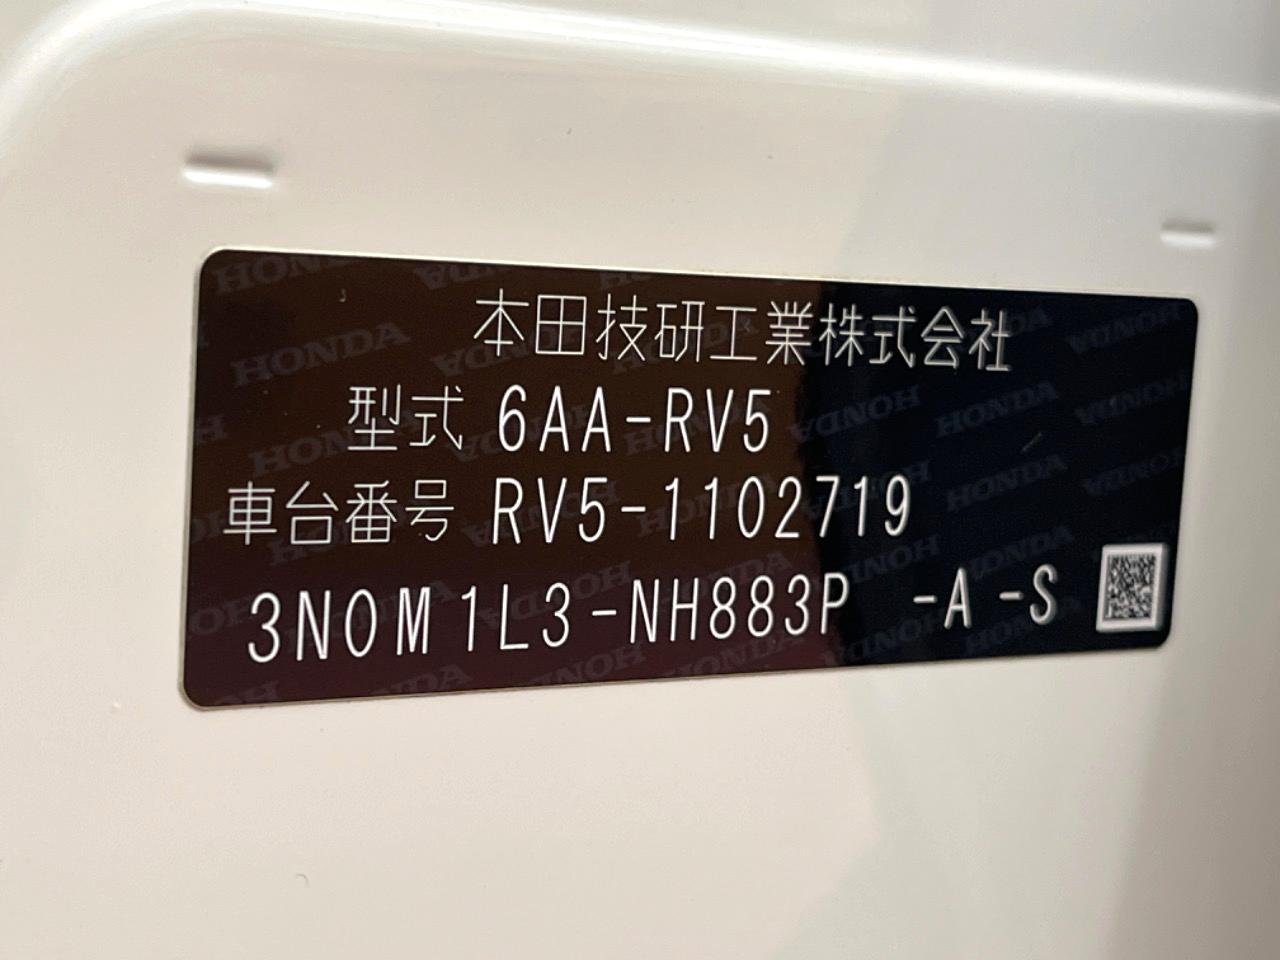 本田技研工業株式会社
型式 6AA-RV5
車台番号 RV5-1102719
3N0M1L3-NH883P -A -S